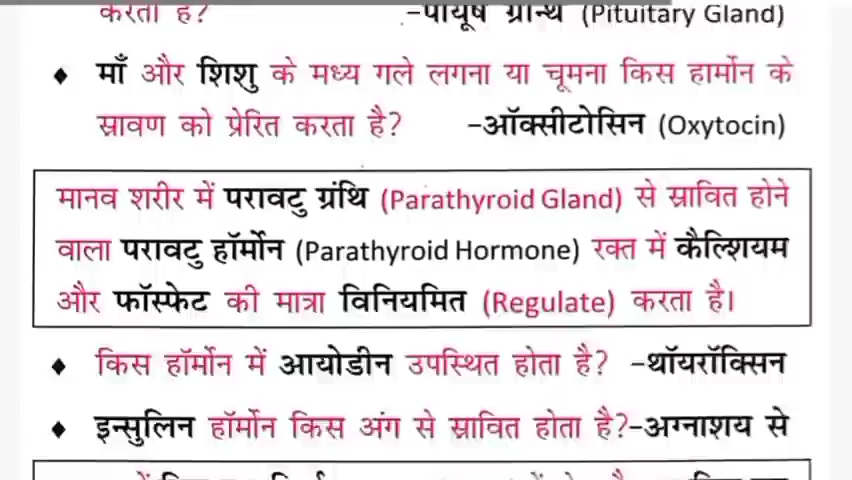 करता है? -पीयूष ग्रन्थि (Pituitary Gland)
♦ माँ और शिशु के मध्य गले लगना या चूमना किस हार्मोन के
स्रावण को प्रेरित करता है? -ऑक्सीटोसिन (Oxytocin)
मानव शरीर में परावटु ग्रंथि (Parathyroid Gland) से स्रावित होने
वाला परावटु हॉर्मोन (Parathyroid Hormone) रक्त में कैल्शियम
और फॉस्फेट की मात्रा विनियमित (Regulate) करता है।
♦ किस हॉर्मोन में आयोडीन उपस्थित होता है? -थॉयरॉक्सिन
♦ इन्सुलिन हॉर्मोन किस अंग से स्रावित होता है?-अग्नाशय से